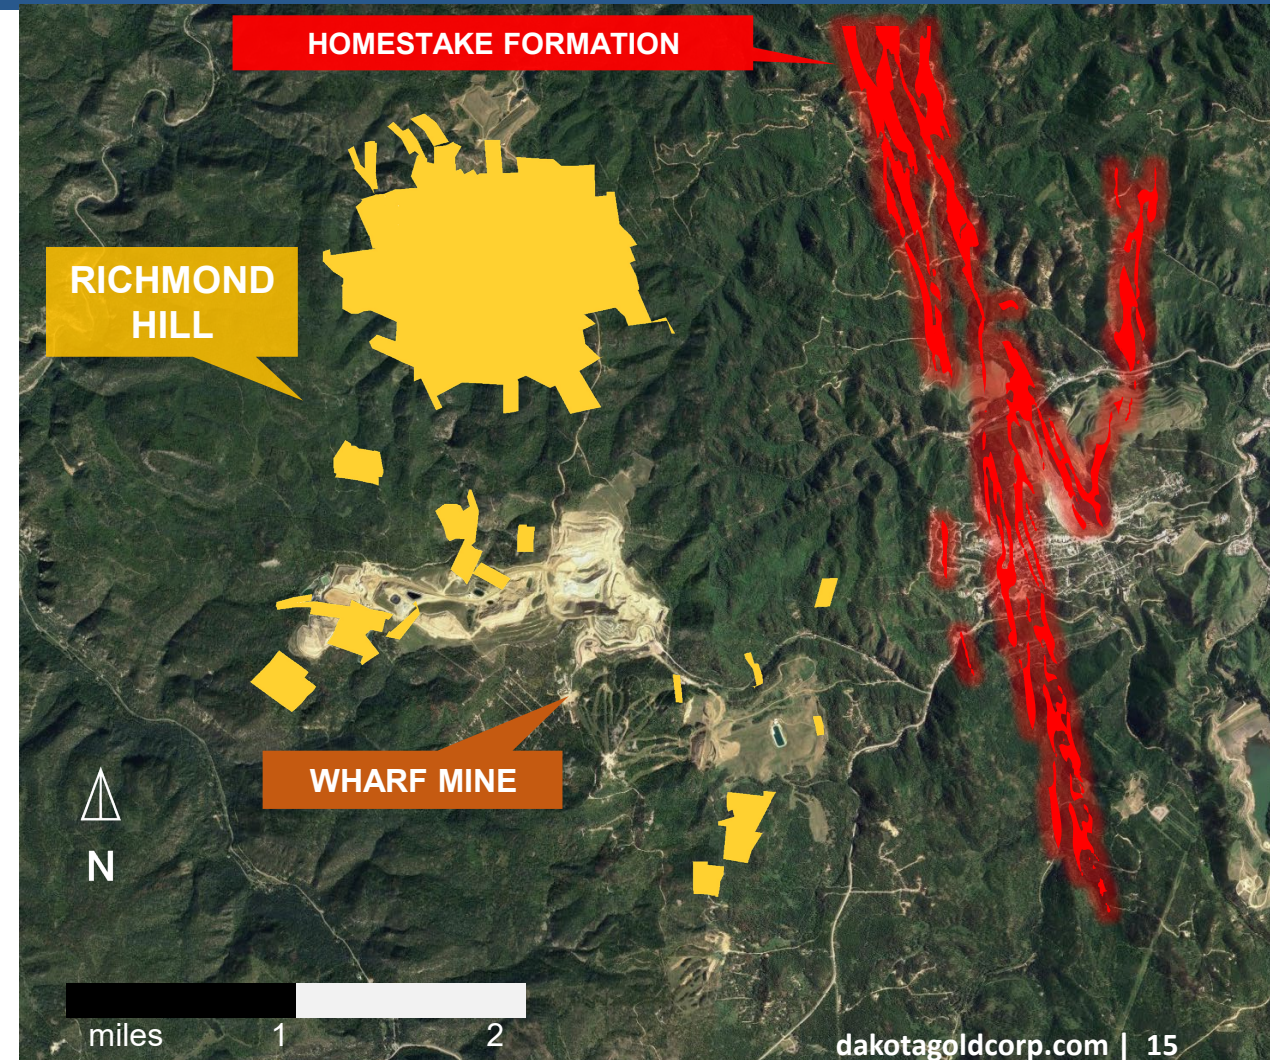 HOMESTAKE FORMATION
RICHMOND
HILL
WHARF MINE
N
miles 1 2
dakotagoldcorp.com | 15